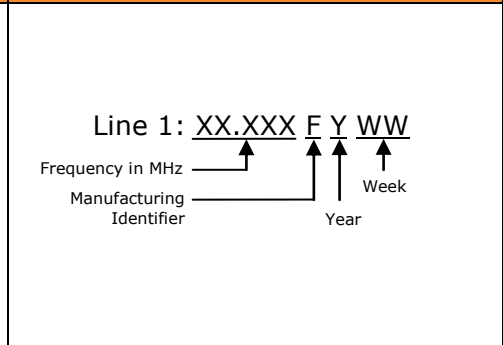 Line 1: XX.XXX F Y WW
Frequency in MHz
Manufacturing
Identifier
Week
Year